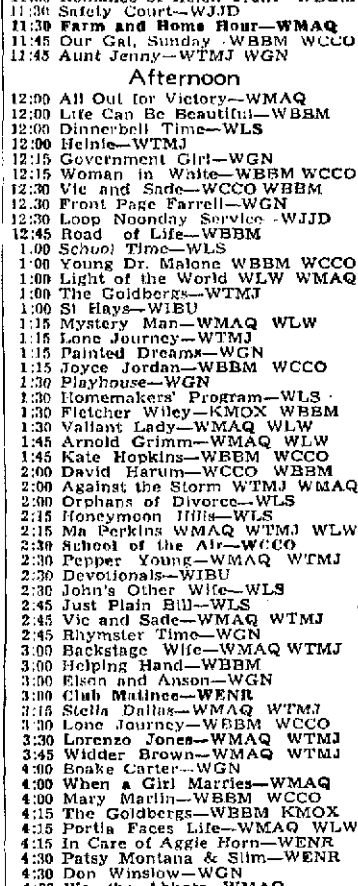 11:30 Safety Court—WJJD
11:30 Farm and Home Hour—WMAQ
11:45 Our Gal, Sunday -WBBM WCCO
11:45 Aunt Jenny—WTMJ WGN
Afternoon
12:00 All Out for Victory—WMAQ
12:00 Life Can Be Beautiful—WBBM
12:00 Dinnerbell Time—WLS
12:00 Heinie—WTMJ
12:15 Government Girl—WGN
12:15 Woman in White—WBBM WCCO
12:30 Vic and Sade—WCCO WBBM
12.30 Front Page Farrell—WGN
12:30 Loop Noonday Service -WJJD
12:45 Road of Life—WBBM
1.00 School Time—WLS
1:00 Young Dr. Malone WBBM WCCO
1:00 Light of the World WLW WMAQ
1:00 The Goldbergs—WTMJ
1:00 Si Hays—WIBU
1:15 Mystery Man—WMAQ WLW
1:15 Lone Journey—WTMJ
1:15 Painted Dreams—WGN
1:15 Joyce Jordan—WBBM WCCO
1:30 Playhouse—WGN
1:30 Homemakers' Program—WLS
1:30 Fletcher Wiley—KMOX WBBM
1:30 Valiant Lady—WMAQ WLW
1:45 Arnold Grimm—WMAQ WLW
1:45 Kate Hopkins—WBBM WCCO
2:00 David Harum—WCCO WBBM
2:00 Against the Storm WTMJ WMAQ
2:00 Orphans of Divorce—WLS
2:15 Honeymoon Hills—WLS
2:15 Ma Perkins WMAQ WTMJ WLW
2:30 School of the Air—WCCO
2:30 Pepper Young—WMAQ WTMJ
2:30 Devotionals—WIBU
2:30 John's Other Wife—WLS
2:45 Just Plain Bill—WLS
2:45 Vic and Sade—WMAQ WTMJ
2:45 Rhymster Time—WGN
3:00 Backstage Wife—WMAQ WTMJ
3:00 Helping Hand—WBBM
3:00 Elson and Anson—WGN
3:00 Club Matinee—WENR
3:15 Stella Dallas—WMAQ WTMJ
3:30 Lone Journey—WBBM WCCO
3:30 Lorenzo Jones—WMAQ WTMJ
3:45 Widder Brown—WMAQ WTMJ
4:00 Boake Carter—WGN
4:00 When a Girl Marries—WMAQ
4:00 Mary Marlin—WBBM WCCO
4:15 The Goldbergs—WBBM KMOX
4:15 Portia Faces Life—WMAQ WLW
4:15 In Care of Aggie Horn—WENR
4:30 Patsy Montana & Slim—WENR
4:30 Don Winslow—WGN